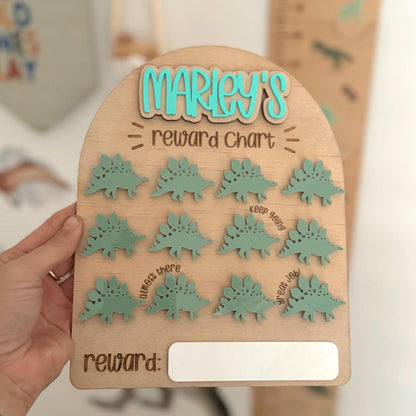 MARLEY'S
reward Chart
keep going
almost there
great job!
reward: